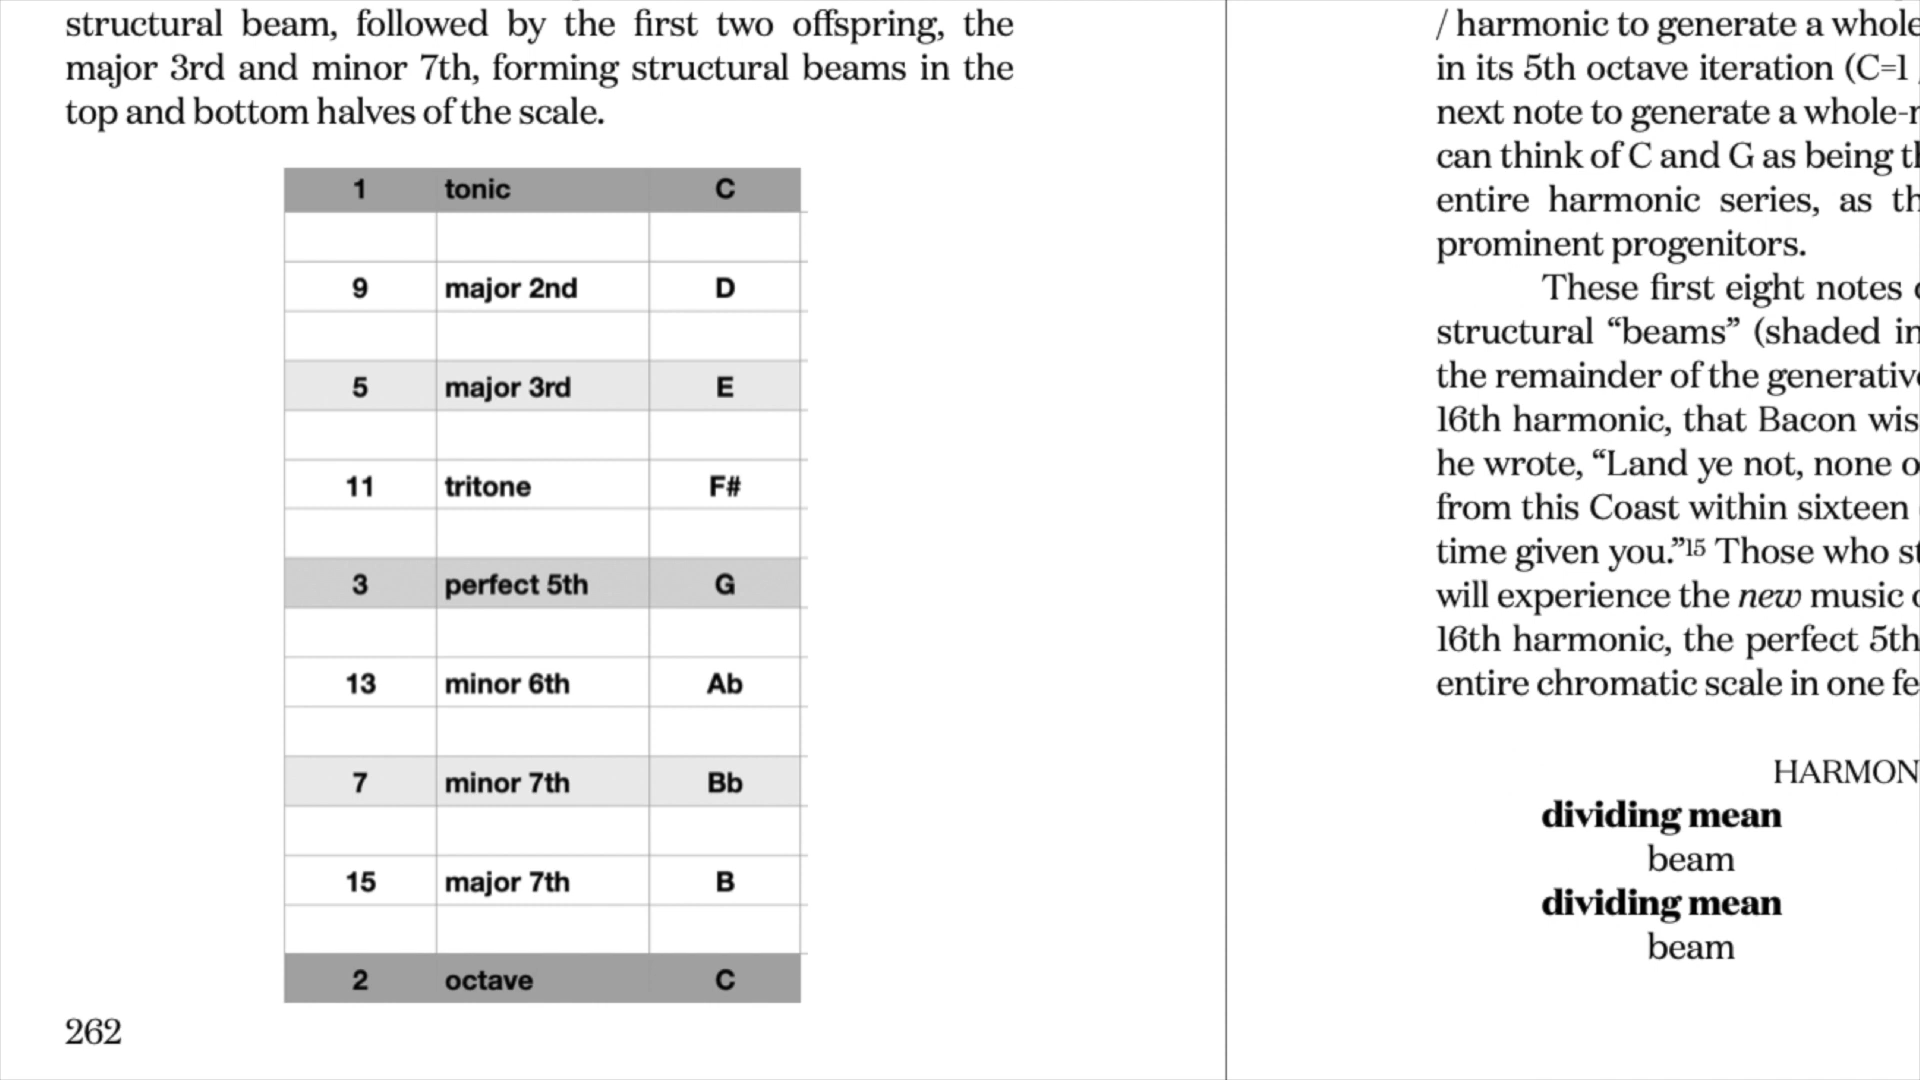 structural beam, followed by the first two offspring, the
major 3rd and minor 7th, forming structural beams in the
top and bottom halves of the scale.
1 tonic C
9 major 2nd D
5 major 3rd E
11 tritone F#
3 perfect 5th G
13 minor 6th Ab
7 minor 7th Bb
15 major 7th B
2 octave C
262
/ harmonic to generate a whole
in its 5th octave iteration (C=1
next note to generate a whole-
can think of C and G as being
entire harmonic series, as
prominent progenitors.
These first eight notes
structural “beams” (shaded in
the remainder of the generative
16th harmonic, that Bacon
he wrote, “Land ye not, none
from this Coast within sixteen
time given you.”15 Those who
will experience the new music
16th harmonic, the perfect 5th
entire chromatic scale in one
HARMON
dividing mean
beam
dividing mean
beam